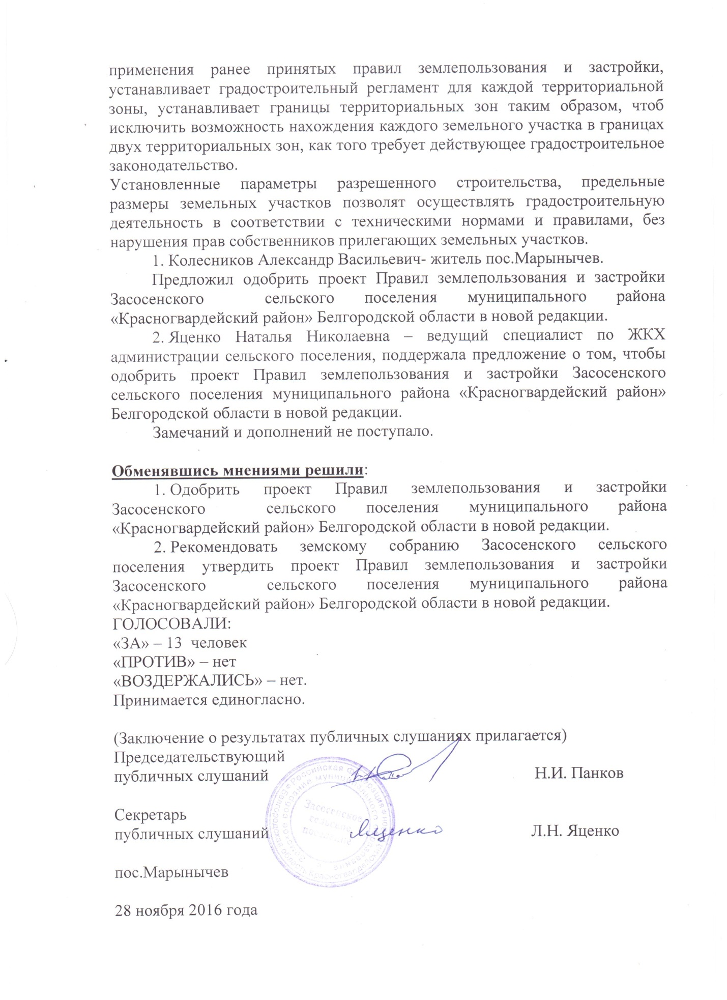 применения ранее принятых правил землепользования и застройки,
устанавливает градостроительный регламент для каждой территориальной
зоны, устанавливает границы территориальных зон таким образом, чтоб
исключить возможность нахождения каждого земельного участка в границах
двух территориальных зон, как того требует действующее градостроительное
законодательство.
Установленные параметры разрешенного строительства, предельные
размеры земельных участков позволят осуществлять градостроительную
деятельность в соответствии с техническими нормами и правилами, без
нарушения прав собственников прилегающих земельных участков.
1. Колесников Александр Васильевич- житель пос.Марынычев.
Предложил одобрить проект Правил землепользования и застройки
Засосенского сельского поселения муниципального района
«Красногвардейский район» Белгородской области в новой редакции.
2. Яценко Наталья Николаевна – ведущий специалист по ЖКХ
администрации сельского поселения, поддержала предложение о том, чтобы
одобрить проект Правил землепользования и застройки Засосенского
сельского поселения муниципального района «Красногвардейский район»
Белгородской области в новой редакции.
Замечаний и дополнений не поступало.
Обменявшись мнениями решили:
1. Одобрить проект Правил землепользования и застройки
Засосенского сельского поселения муниципального района
«Красногвардейский район» Белгородской области в новой редакции.
2. Рекомендовать земскому собранию Засосенского сельского
поселения утвердить проект Правил землепользования и застройки
Засосенского сельского поселения муниципального района
«Красногвардейский район» Белгородской области в новой редакции.
ГОЛОСОВАЛИ:
«ЗА» – 13 человек
«ПРОТИВ» – нет
«ВОЗДЕРЖАЛИСЬ» – нет.
Принимается единогласно.
(Заключение о результатах публичных слушаниях прилагается)
Председательствующий
публичных слушаний Н.И. Панков
Российская Федерация
собрание муниципального
Засосенское
сельское
Секретарь
публичных слушаний Яценко Л.Н. Яценко
область Красногвардейский
пос.Марынычев
28 ноября 2016 года